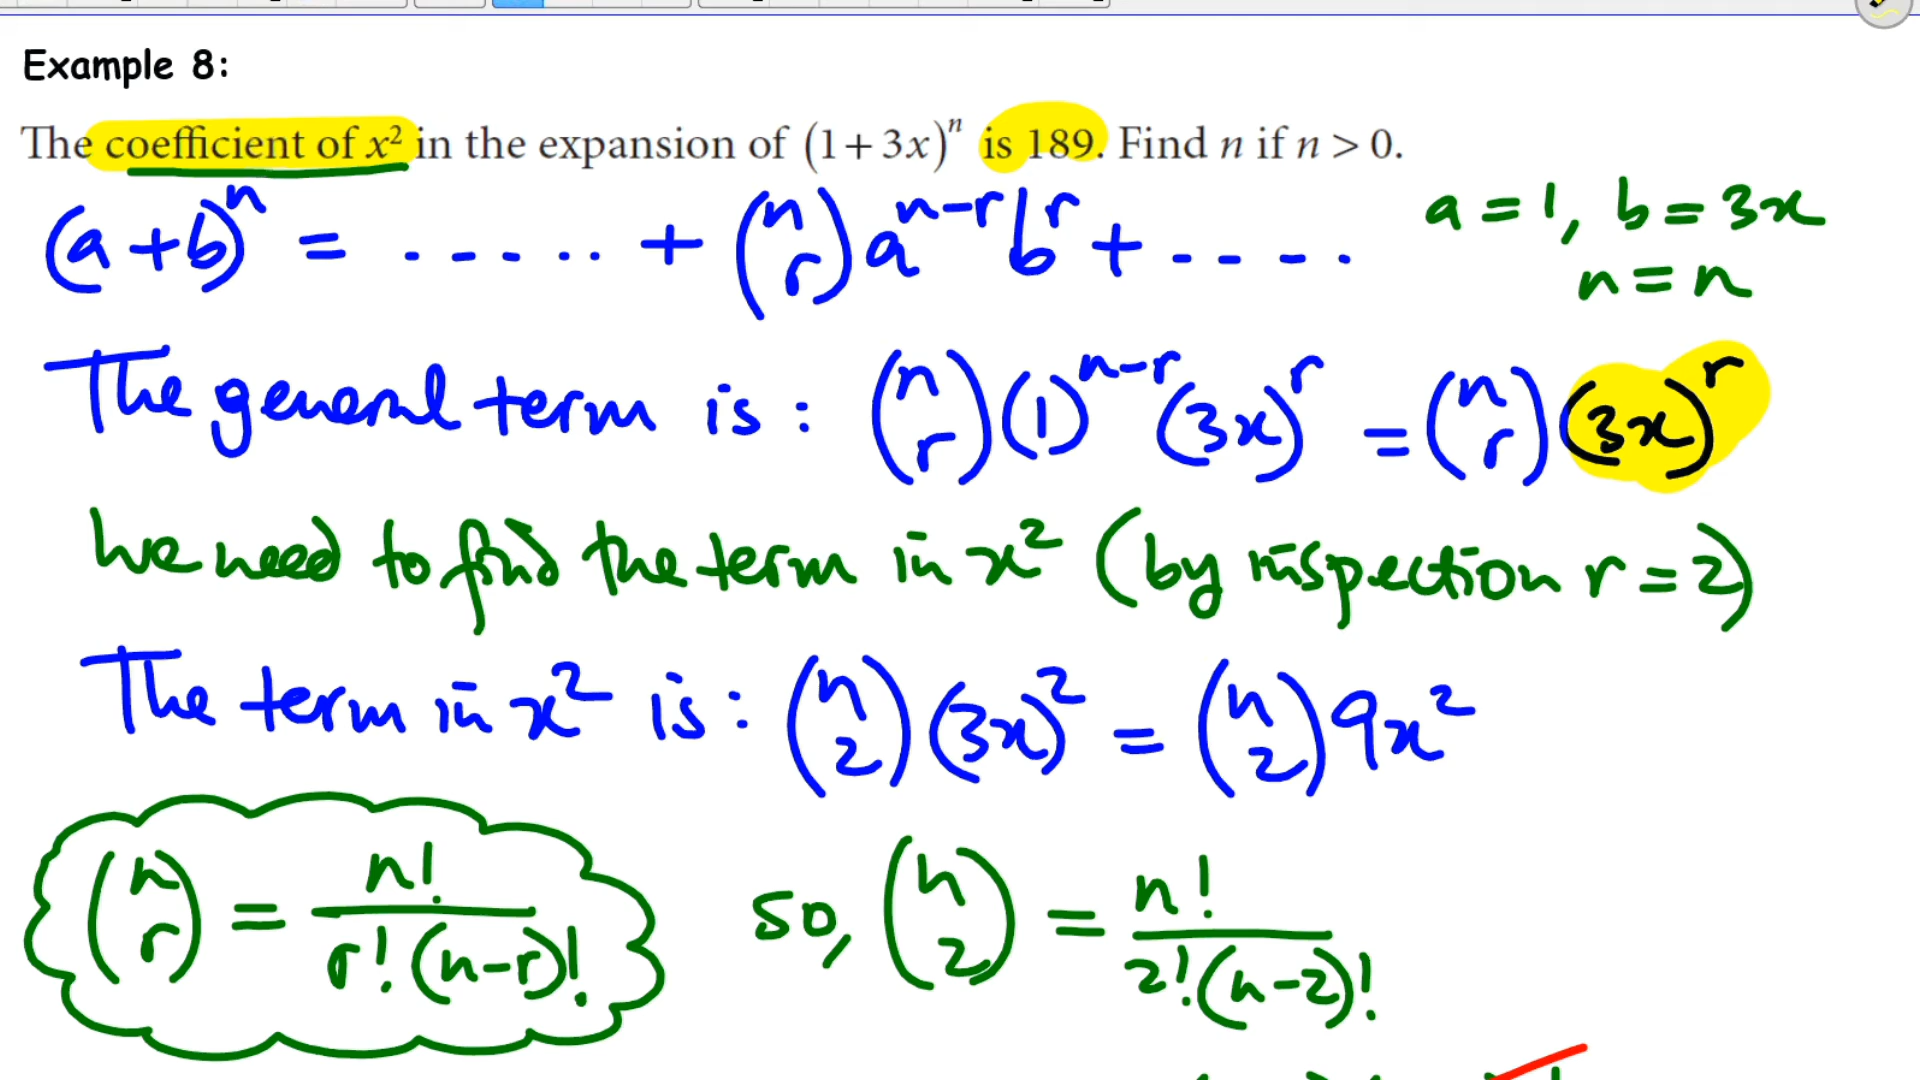 Example 8:
The coefficient of x² in the expansion of (1+3x)ⁿ is 189. Find n if n > 0.
(a+b)ⁿ = ..... + (n r) aⁿ⁻ʳ bʳ + ....
a = 1, b = 3x
n = n
The general term is: (n r) (1)ⁿ⁻ʳ (3x)ʳ = (n r) (3x)ʳ
We need to find the term in x² (by inspection r = 2)
The term in x² is: (n 2) (3x)² = (n 2) 9x²
(n r) = n! / r!(n-r)!
so, (n 2) = n! / 2!(n-2)!